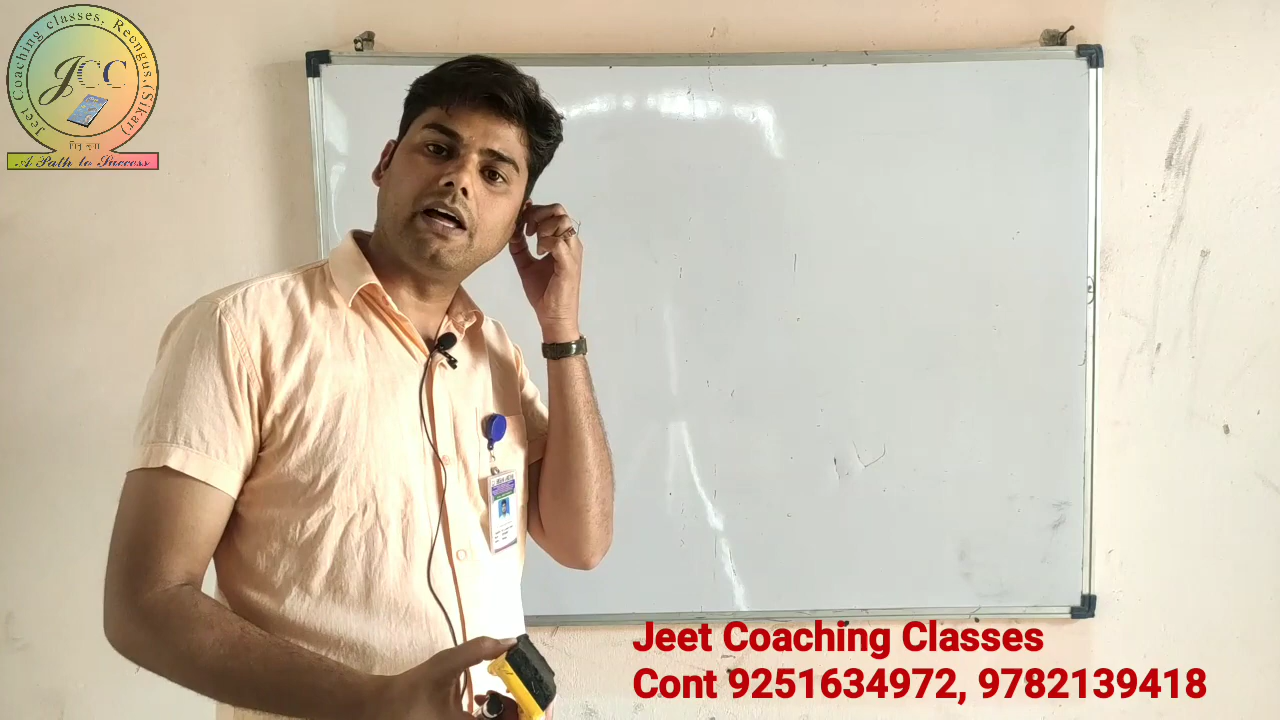 Jeet Coaching classes, Reengus.(Sikar)
JCC
A Path to Success
Jeet Coaching Classes
Cont 9251634972, 9782139418